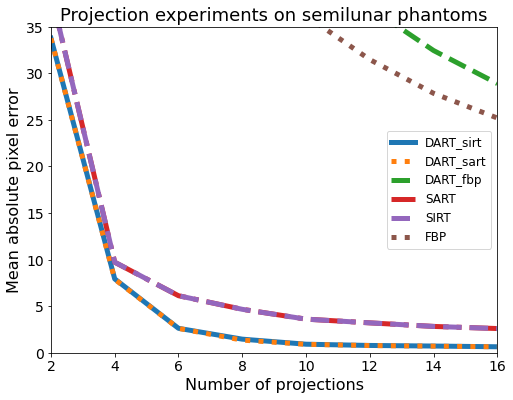 Projection experiments on semilunar phantoms
Mean absolute pixel error
35
30
25
20
15
10
5
0
2 4 6 8 10 12 14 16
Number of projections
DART_sirt
DART_sart
DART_fbp
SART
SIRT
FBP